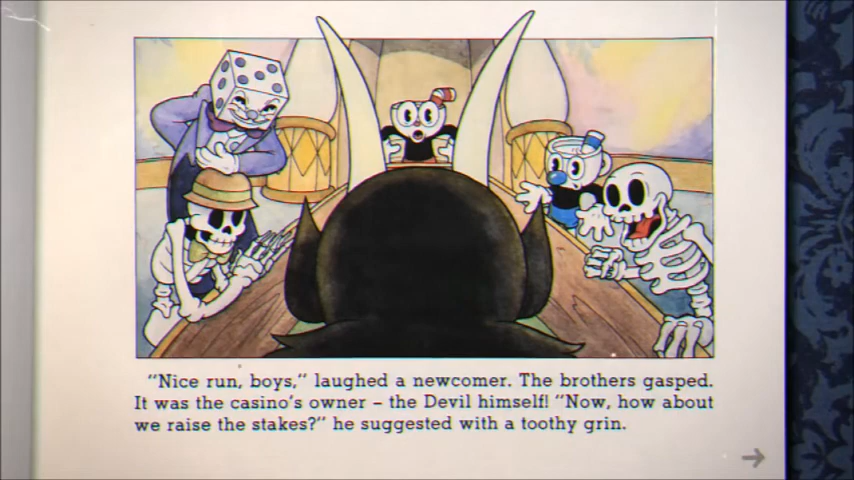 "Nice run, boys," laughed a newcomer. The brothers gasped.
It was the casino's owner – the Devil himself! "Now, how about
we raise the stakes?" he suggested with a toothy grin.